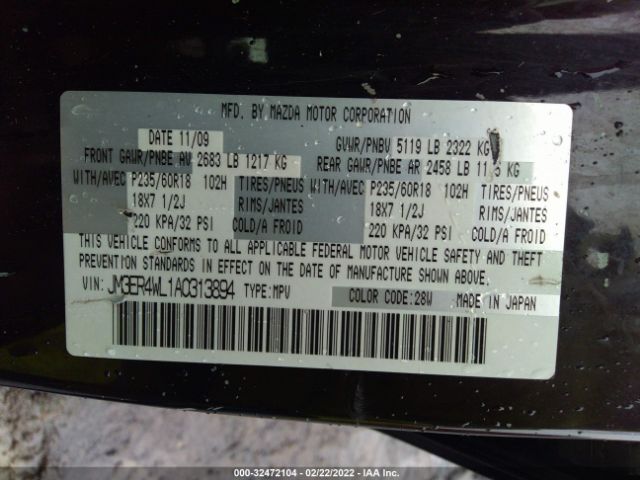 MFD. BY MAZDA MOTOR CORPORATION
DATE 11/09 GVWR/PNBV 5119 LB 2322 KG
FRONT GAWR/PNBE AV 2683 LB 1217 KG REAR GAWR/PNBE AR 2458 LB KG
WITH/AVEC P235/60R18 102H TIRES/PNEUS WITH/AVEC P235/60R18 102H TIRES/PNEUS
18X7 1/2J RIMS/JANTES 18X7 1/2J RIMS/JANTES
220 KPA/32 PSI COLD/A FROID 220 KPA/32 PSI COLD/A FROID
THIS VEHICLE CONFORMS TO ALL APPLICABLE FEDERAL MOTOR VEHICLE SAFETY AND THEFT
PREVENTION STANDARDS IN EFFECT ON THE DATE OF MANUFACTURE SHOWN ABOVE.
VIN: JM3ER4WL1A0313894 TYPE:MPV COLOR CODE:28W MADE IN JAPAN
000-32472104 - 02/22/2022 - IAA Inc.